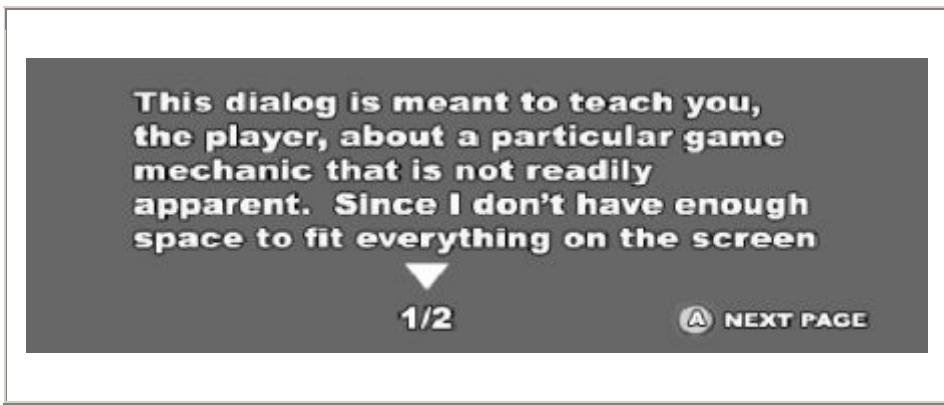 This dialog is meant to teach you,
the player, about a particular game
mechanic that is not readily
apparent.  Since I don't have enough
space to fit everything on the screen
1/2
A NEXT PAGE